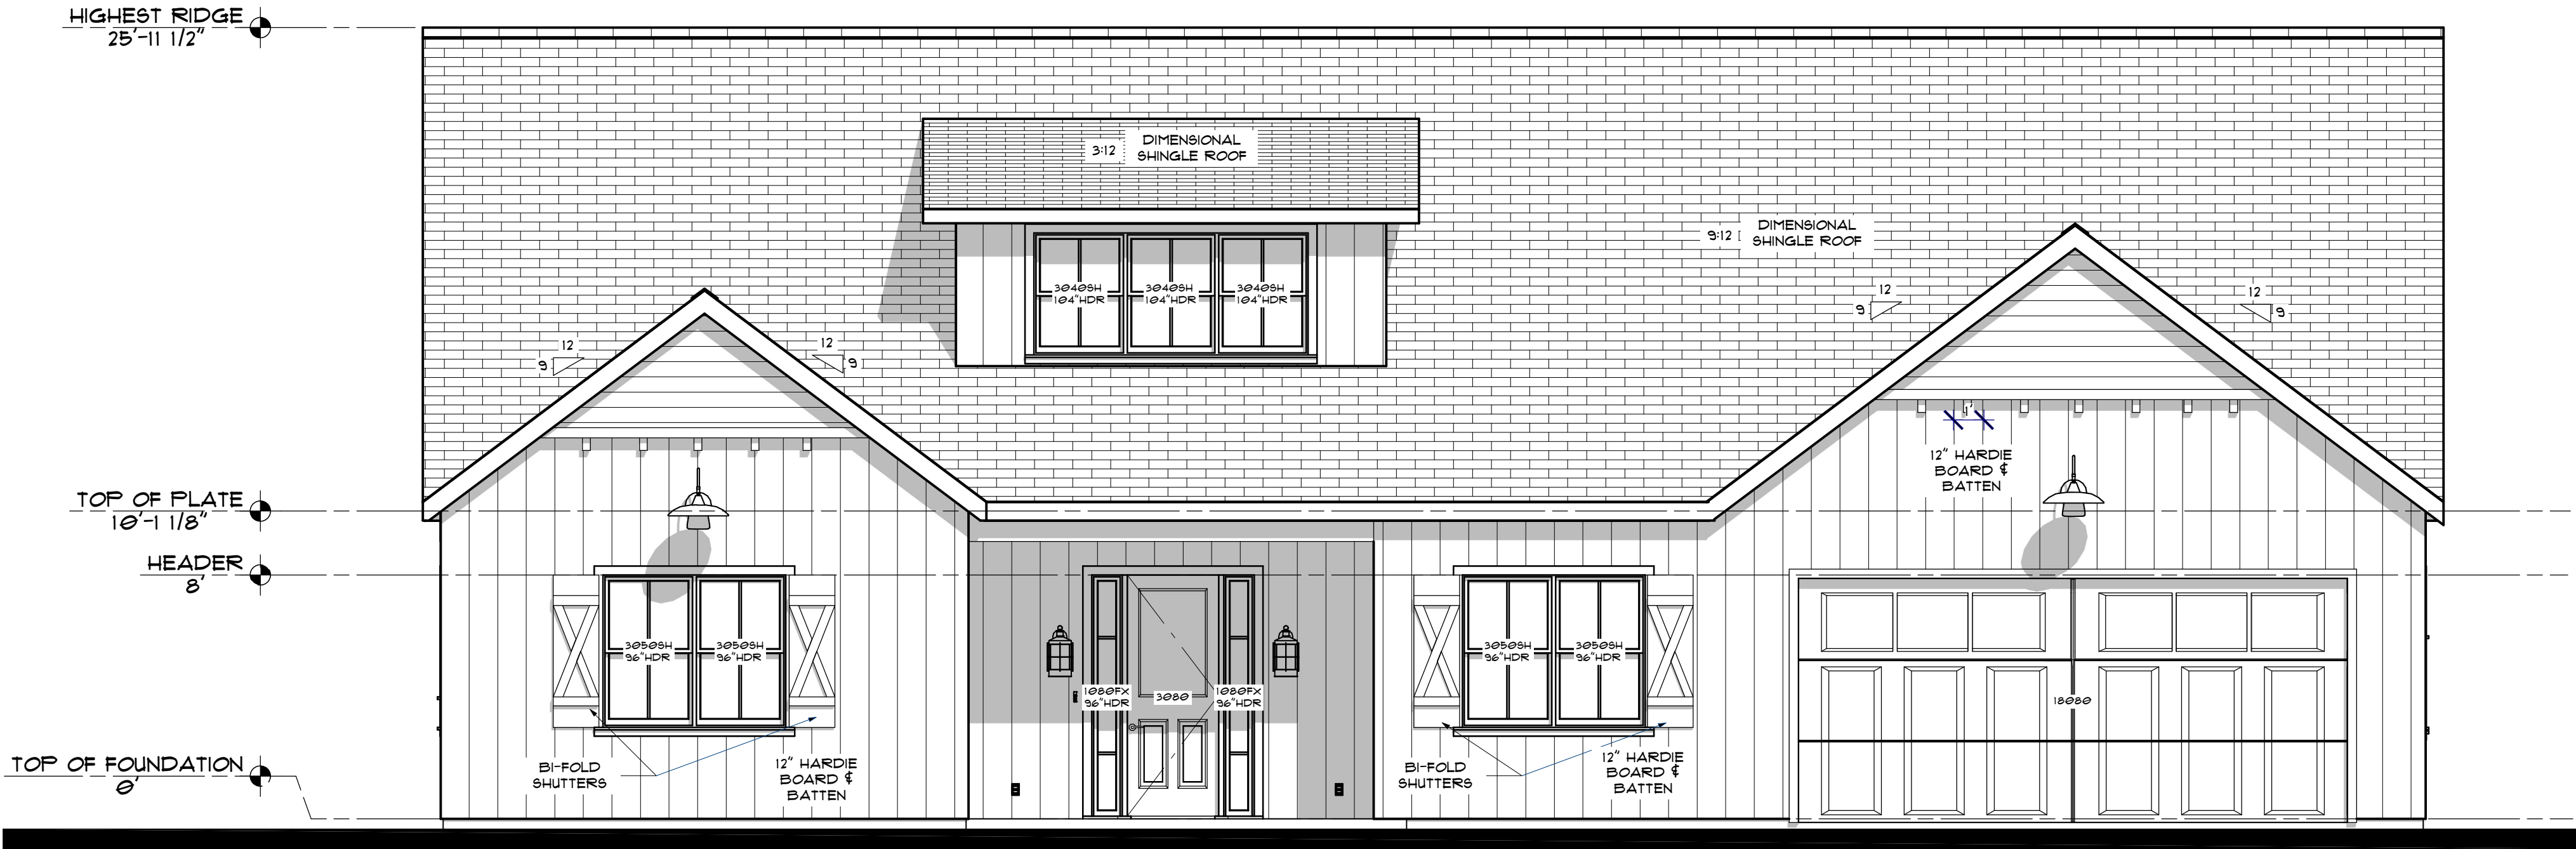 HIGHEST RIDGE
25'-11 1/2"
DIMENSIONAL
SHINGLE ROOF
3:12
DIMENSIONAL
SHINGLE ROOF
9:12
3040SH
104"HDR
3040SH
104"HDR
3040SH
104"HDR
12
9
12
9
12
9
12
9
1'
12" HARDIE
BOARD &
BATTEN
TOP OF PLATE
10'-1 1/8"
HEADER
8'
3050SH
96"HDR
3050SH
96"HDR
1080FX
96"HDR
3080
1080FX
96"HDR
3050SH
96"HDR
3050SH
96"HDR
18080
TOP OF FOUNDATION
0'
BI-FOLD
SHUTTERS
12" HARDIE
BOARD &
BATTEN
BI-FOLD
SHUTTERS
12" HARDIE
BOARD &
BATTEN